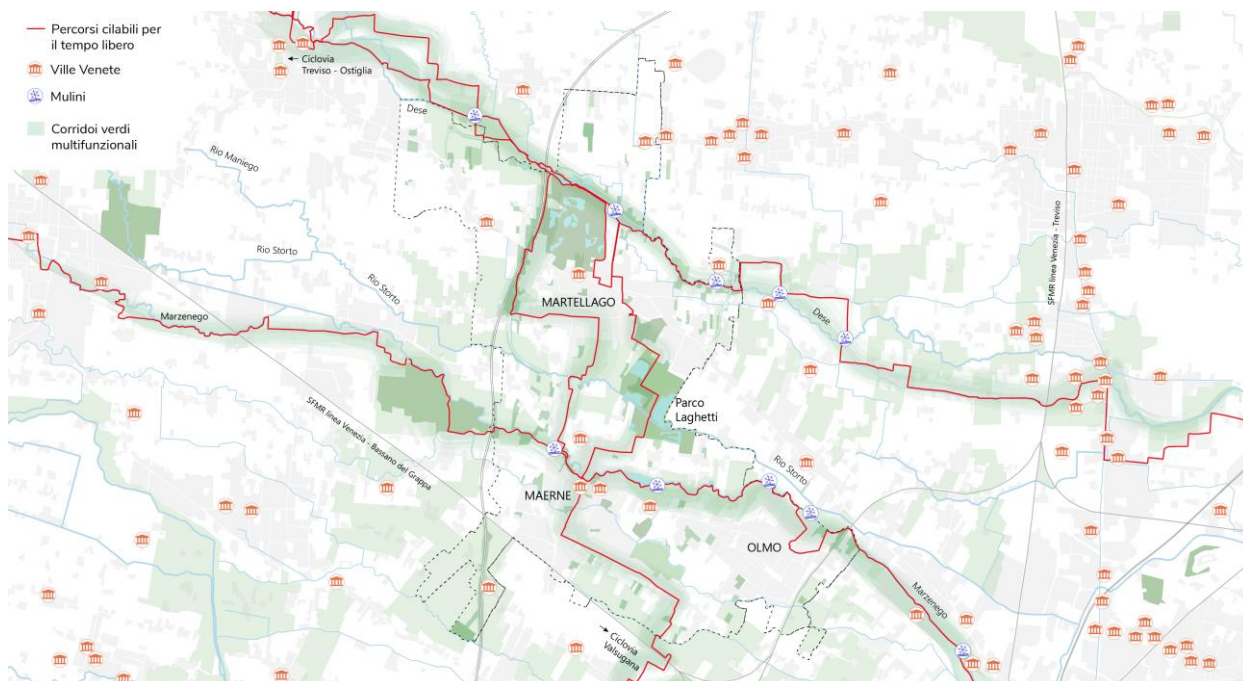 Percorsi cilabili per
il tempo libero
Ville Venete
Mulini
Corridoi verdi
multifunzionali
Ciclovia
Treviso - Ostiglia
Dese
Rio Maniego
Rio Storto
Rio Storto
Marzenego
MARTELLAGO
Dese
SFMR linea Venezia - Treviso
Parco
Laghetti
SFMR linea Venezia - Bassano del Grappa
Rio Storto
MAERNE
OLMO
Marzenego
Ciclovia
Valsugana